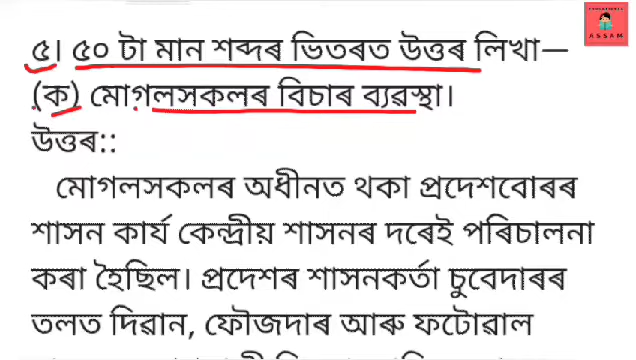 ৫। ৫০ টা মান শব্দৰ ভিতৰত উত্তৰ লিখা—
(ক) মোগলসকলৰ বিচাৰ ব্যৱস্থা।
উত্তৰ::
মোগলসকলৰ অধীনত থকা প্ৰদেশবোৰৰ
শাসন কাৰ্য কেন্দ্ৰীয় শাসনৰ দৰেই পৰিচালনা
কৰা হৈছিল। প্ৰদেশৰ শাসনকৰ্তা চুবেদাৰৰ
তলত দিৱান, ফৌজদাৰ আৰু ফটোৱাল
ASSAM